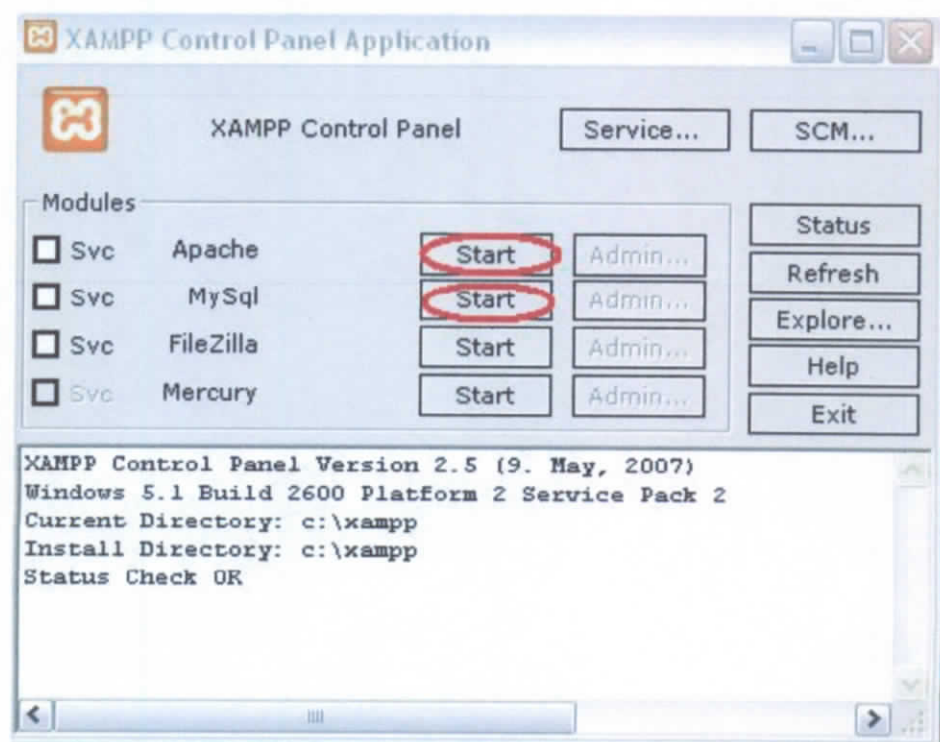 XAMPP Control Panel Application
XAMPP Control Panel
Service...
SCM...
Modules
Svc Apache Start Admin...
Svc MySql Start Admin...
Svc FileZilla Start Admin...
Svc Mercury Start Admin...
Status
Refresh
Explore...
Help
Exit
XAMPP Control Panel Version 2.5 (9. May, 2007)
Windows 5.1 Build 2600 Platform 2 Service Pack 2
Current Directory: c:\xampp
Install Directory: c:\xampp
Status Check OK